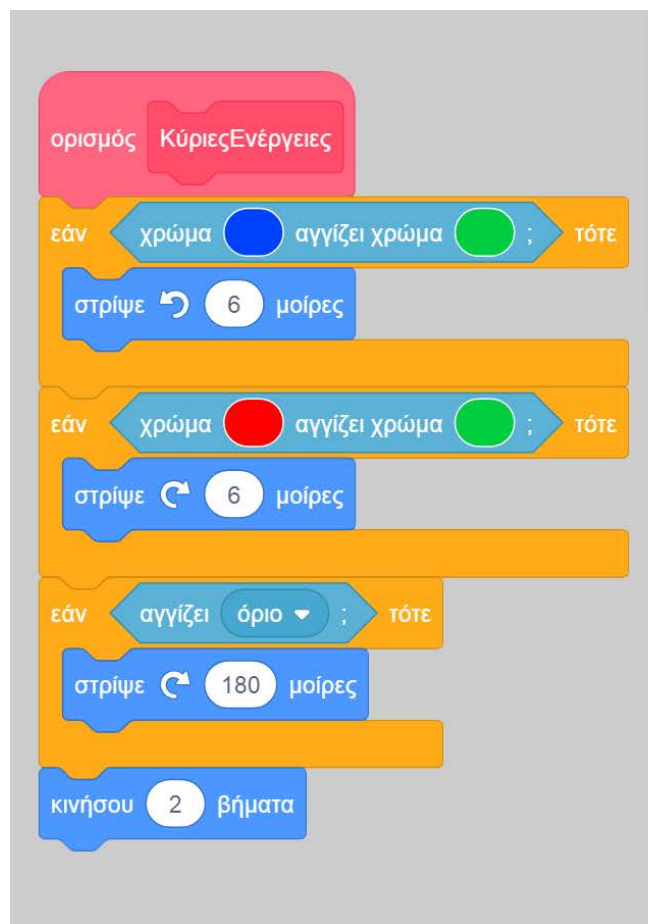 ορισμός ΚύριεςΕνέργειες
εάν χρώμα αγγίζει χρώμα ; τότε
στρίψε 6 μοίρες
εάν χρώμα αγγίζει χρώμα ; τότε
στρίψε 6 μοίρες
εάν αγγίζει όριο ; τότε
στρίψε 180 μοίρες
κινήσου 2 βήματα